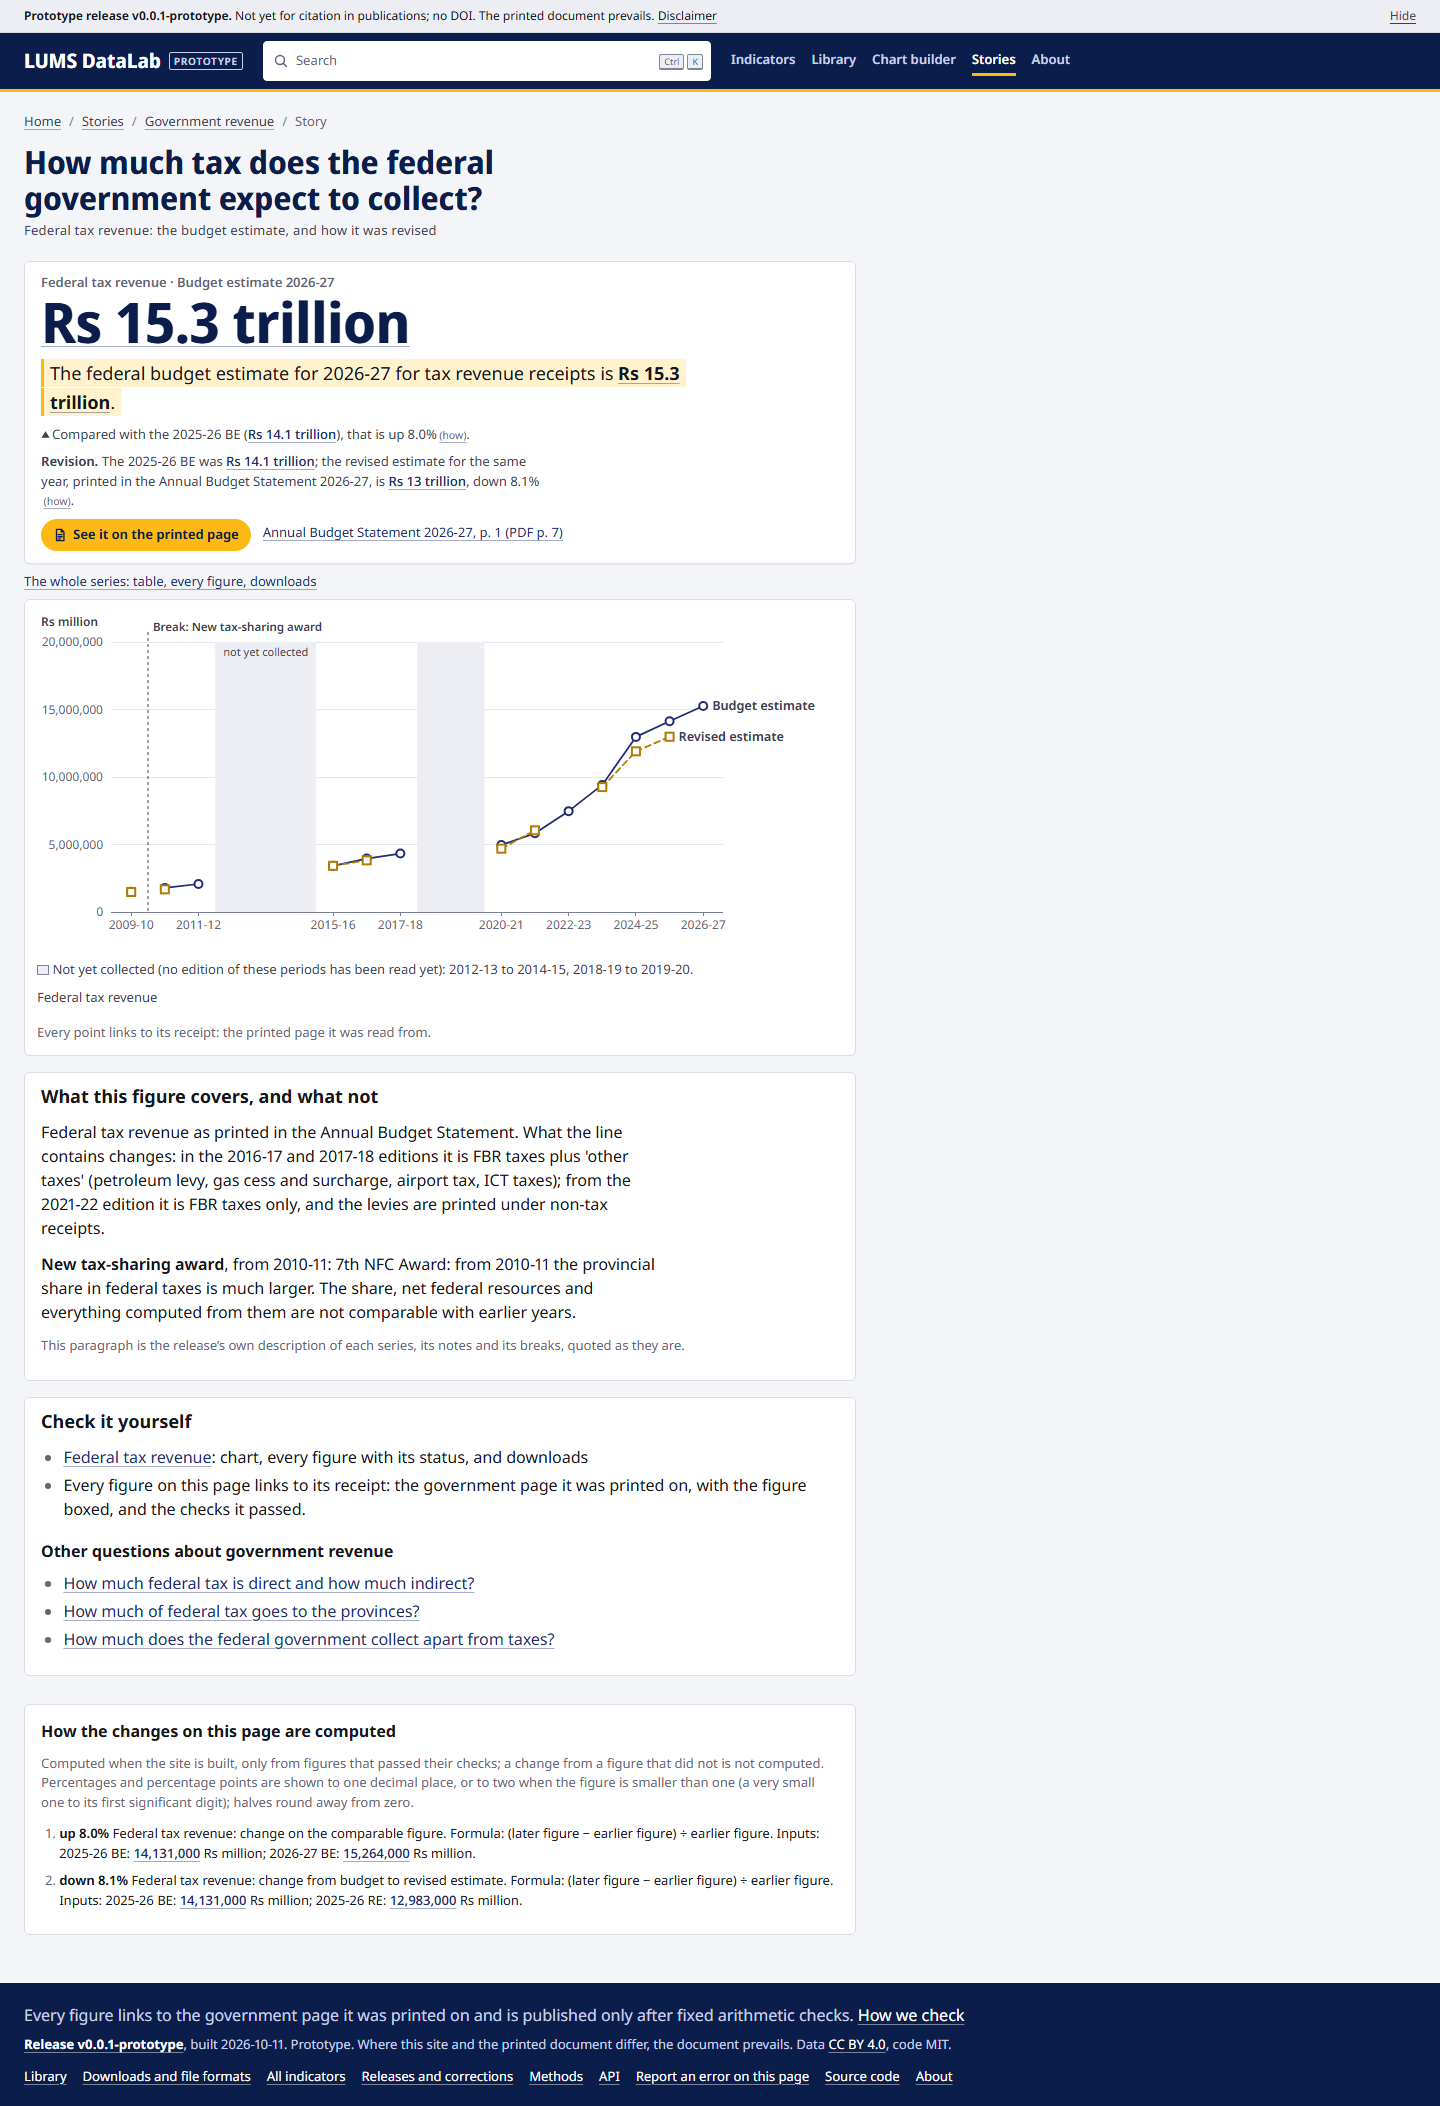 Prototype release v0.0.1-prototype. Not yet for citation in publications; no DOI. The printed document prevails. Disclaimer
Hide
LUMS DataLab PROTOTYPE
Search
Ctrl K
Indicators Library Chart builder Stories About
Home / Stories / Government revenue / Story
How much tax does the federal
government expect to collect?
Federal tax revenue: the budget estimate, and how it was revised
Federal tax revenue · Budget estimate 2026-27
Rs 15.3 trillion
The federal budget estimate for 2026-27 for tax revenue receipts is Rs 15.3
trillion.
▲ Compared with the 2025-26 BE (Rs 14.1 trillion), that is up 8.0% (how).
Revision. The 2025-26 BE was Rs 14.1 trillion; the revised estimate for the same
year, printed in the Annual Budget Statement 2026-27, is Rs 13 trillion, down 8.1%
(how).
See it on the printed page
Annual Budget Statement 2026-27, p. 1 (PDF p. 7)
The whole series: table, every figure, downloads
Rs million
Break: New tax-sharing award
20,000,000
not yet collected
15,000,000
Budget estimate
Revised estimate
10,000,000
5,000,000
0
2009-10 2011-12 2015-16 2017-18 2020-21 2022-23 2024-25 2026-27
Not yet collected (no edition of these periods has been read yet): 2012-13 to 2014-15, 2018-19 to 2019-20.
Federal tax revenue
Every point links to its receipt: the printed page it was read from.
What this figure covers, and what not
Federal tax revenue as printed in the Annual Budget Statement. What the line
contains changes: in the 2016-17 and 2017-18 editions it is FBR taxes plus 'other
taxes' (petroleum levy, gas cess and surcharge, airport tax, ICT taxes); from the
2021-22 edition it is FBR taxes only, and the levies are printed under non-tax
receipts.
New tax-sharing award, from 2010-11: 7th NFC Award: from 2010-11 the provincial
share in federal taxes is much larger. The share, net federal resources and
everything computed from them are not comparable with earlier years.
This paragraph is the release’s own description of each series, its notes and its breaks, quoted as they are.
Check it yourself
• Federal tax revenue: chart, every figure with its status, and downloads
• Every figure on this page links to its receipt: the government page it was printed on, with the figure
boxed, and the checks it passed.
Other questions about government revenue
• How much federal tax is direct and how much indirect?
• How much of federal tax goes to the provinces?
• How much does the federal government collect apart from taxes?
How the changes on this page are computed
Computed when the site is built, only from figures that passed their checks; a change from a figure that did not is not computed.
Percentages and percentage points are shown to one decimal place, or to two when the figure is smaller than one (a very small
one to its first significant digit); halves round away from zero.
1. up 8.0% Federal tax revenue: change on the comparable figure. Formula: (later figure − earlier figure) ÷ earlier figure. Inputs:
2025-26 BE: 14,131,000 Rs million; 2026-27 BE: 15,264,000 Rs million.
2. down 8.1% Federal tax revenue: change from budget to revised estimate. Formula: (later figure − earlier figure) ÷ earlier figure.
Inputs: 2025-26 BE: 14,131,000 Rs million; 2025-26 RE: 12,983,000 Rs million.
Every figure links to the government page it was printed on and is published only after fixed arithmetic checks. How we check
Release v0.0.1-prototype, built 2026-10-11. Prototype. Where this site and the printed document differ, the document prevails. Data CC BY 4.0, code MIT.
Library Downloads and file formats All indicators Releases and corrections Methods API Report an error on this page Source code About